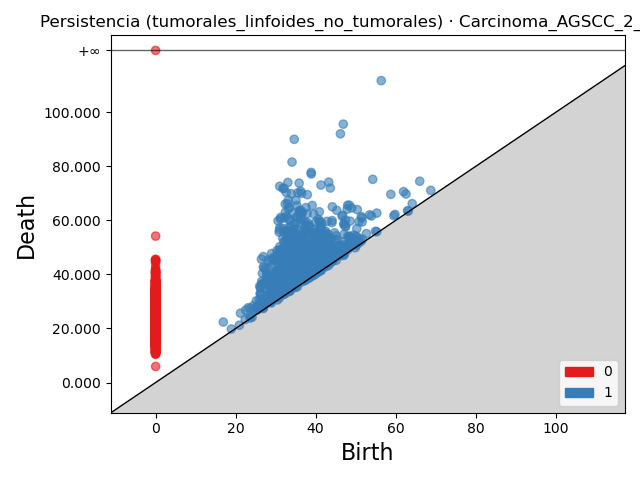 Persistencia (tumorales_linfoides_no_tumorales) · Carcinoma_AGSCC_2_
+∞
100.000
80.000
60.000
40.000
20.000
0.000
Death
0
1
0 20 40 60 80 100
Birth